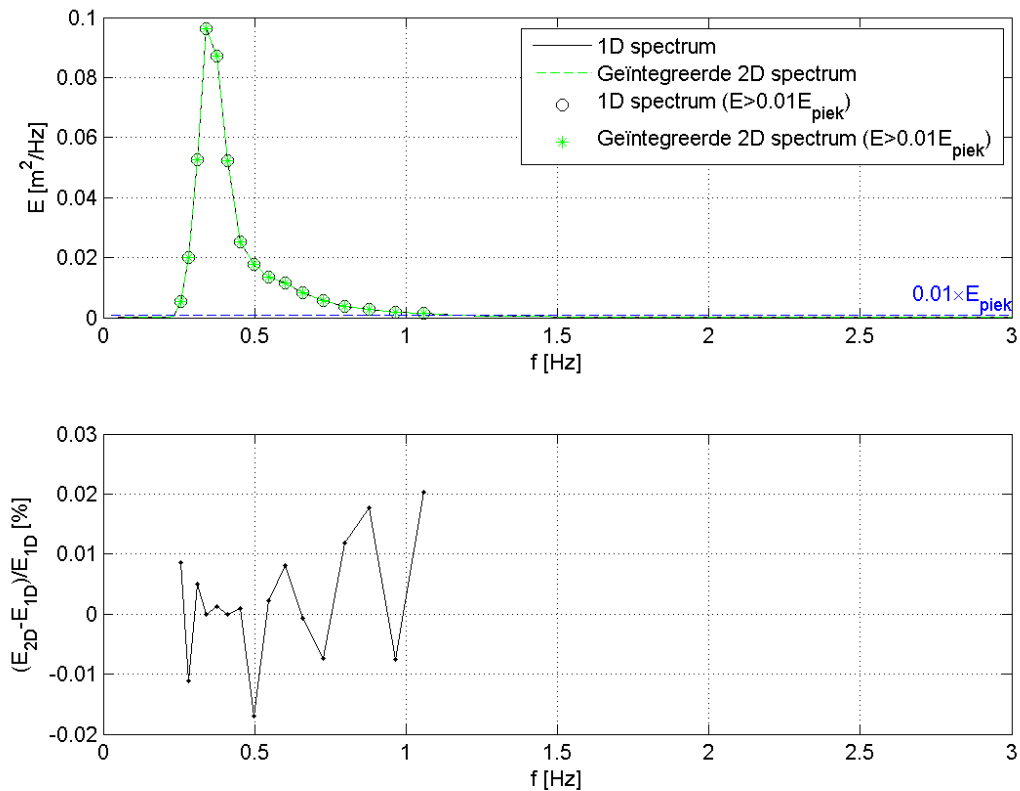 0.1
0.08
0.06
0.04
0.02
0
E [m²/Hz]
1D spectrum
Geïntegreerde 2D spectrum
1D spectrum (E>0.01E_piek)
Geïntegreerde 2D spectrum (E>0.01E_piek)
0.01×E_piek
0 0.5 1 1.5 2 2.5 3
f [Hz]
0.03
0.02
0.01
0
-0.01
-0.02
(E_2D-E_1D)/E_1D [%]
0 0.5 1 1.5 2 2.5 3
f [Hz]